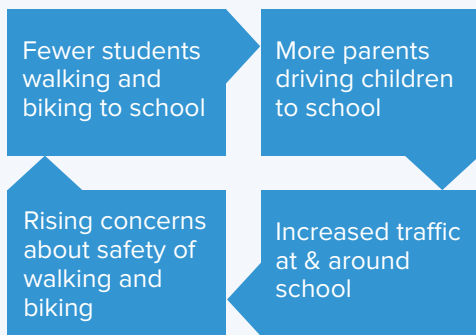 Fewer students
walking and
biking to school
More parents
driving children
to school
Increased traffic
at & around
school
Rising concerns
about safety of
walking and
biking